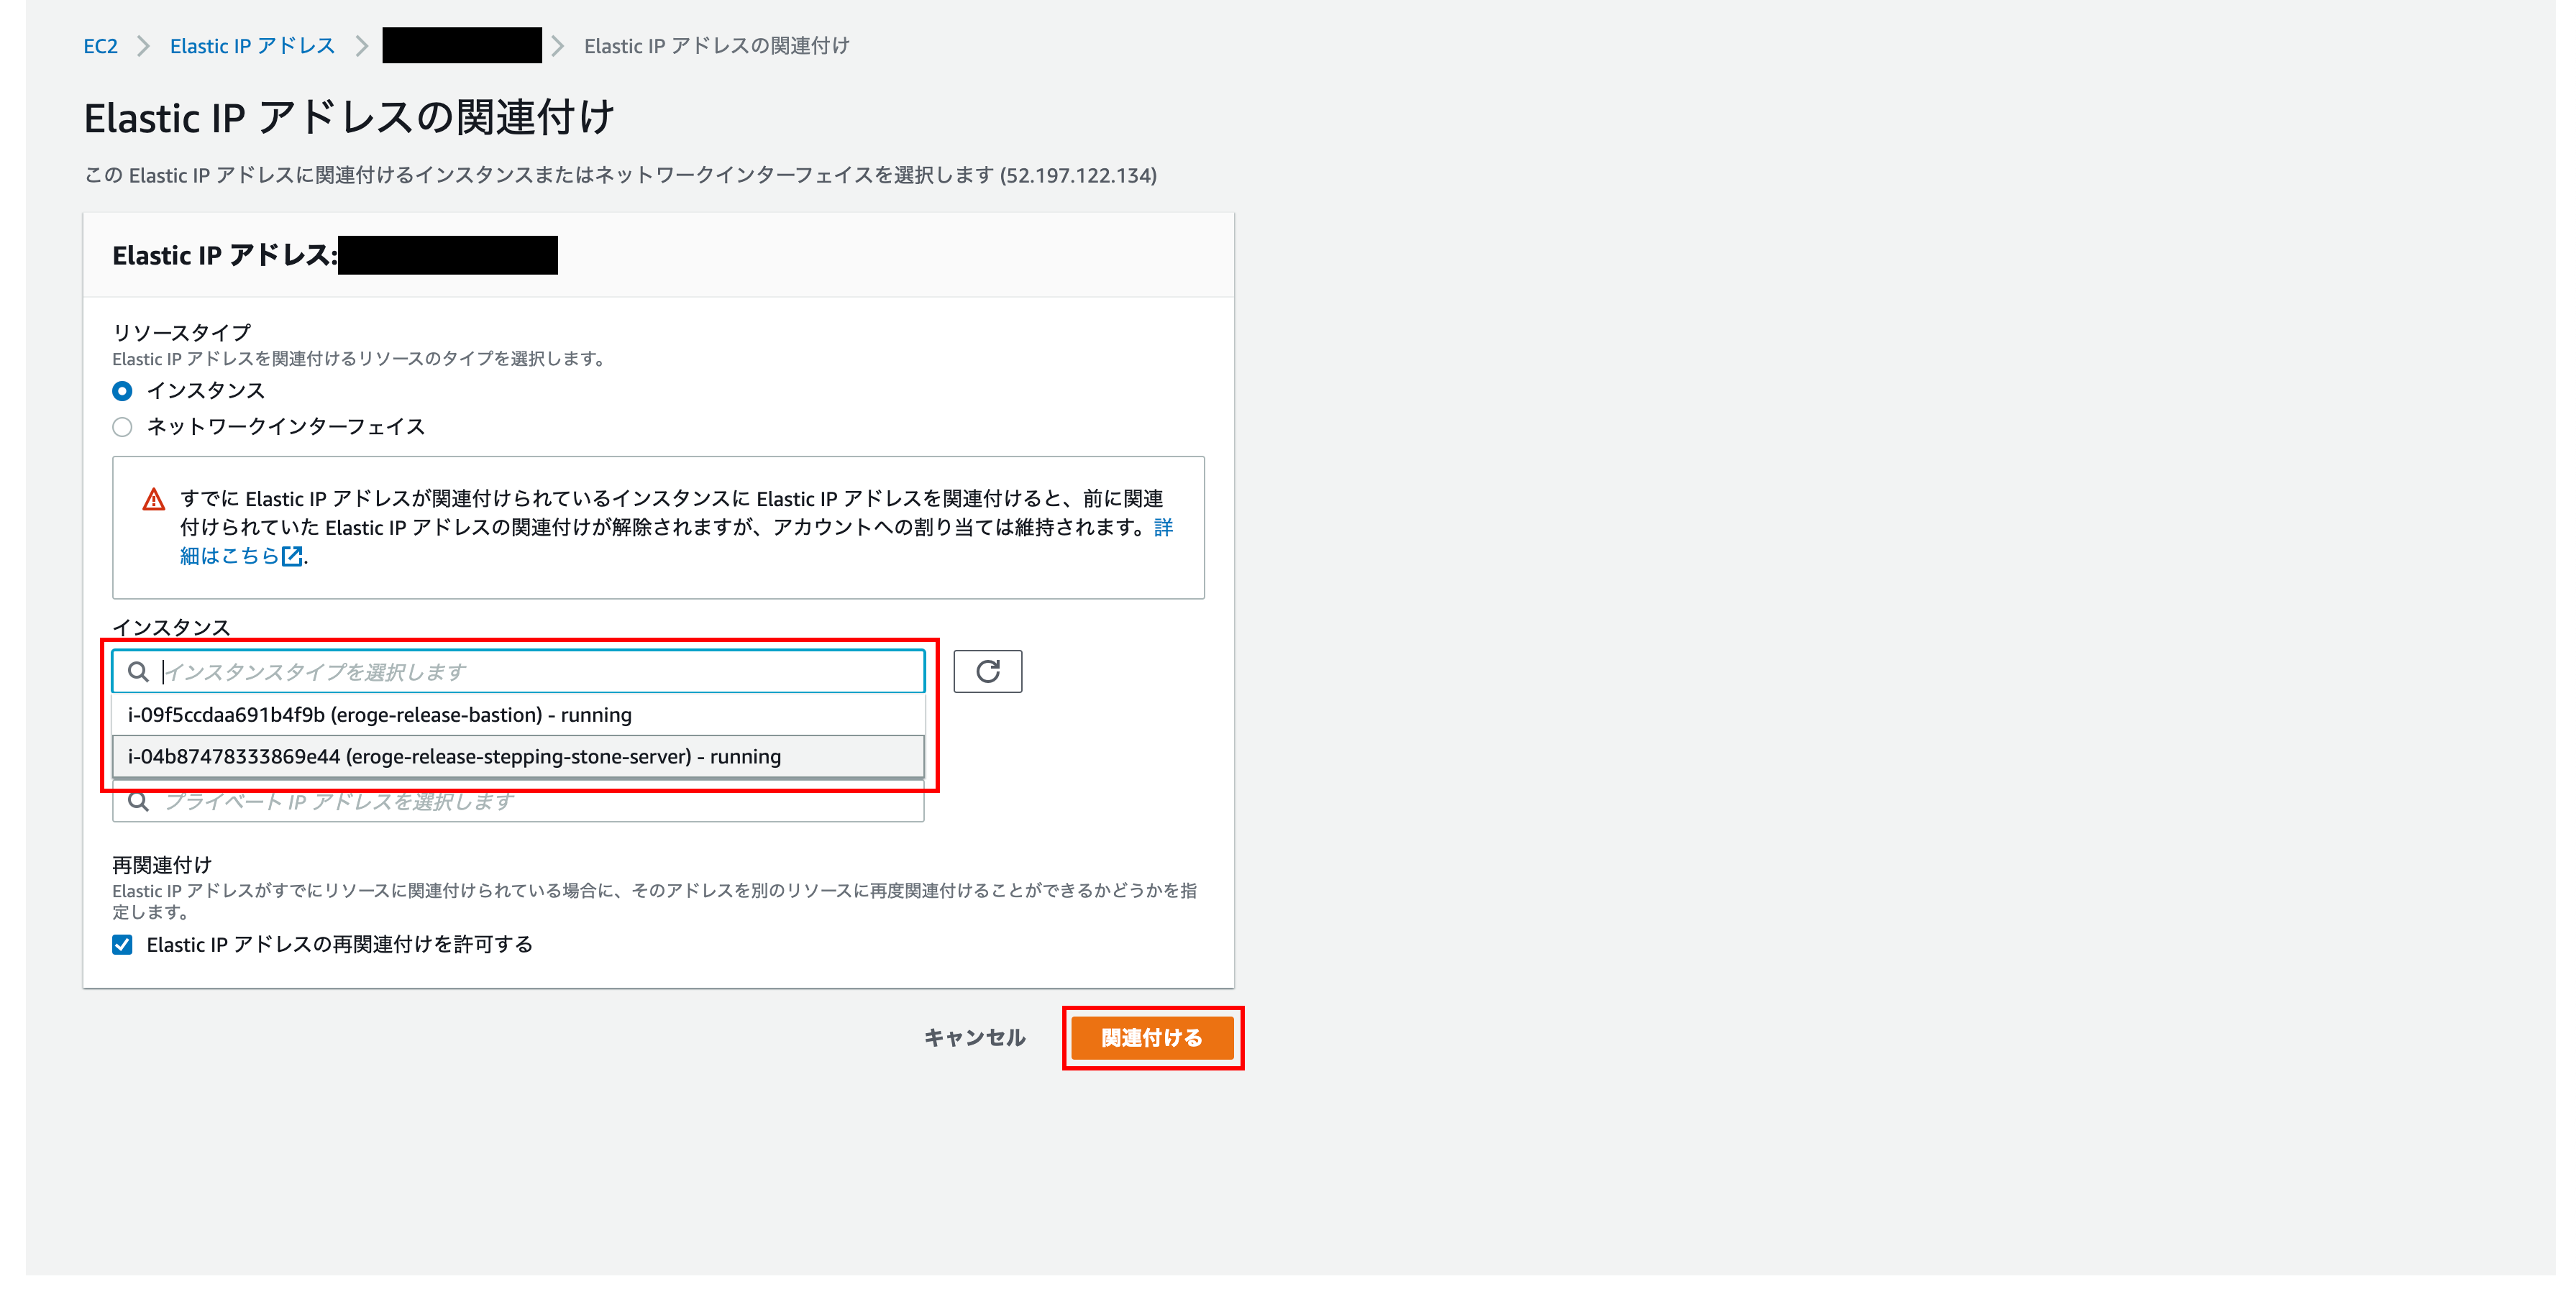 EC2 > Elastic IP アドレス > > Elastic IP アドレスの関連付け
Elastic IP アドレスの関連付け
この Elastic IP アドレスに関連付けるインスタンスまたはネットワークインターフェイスを選択します (52.197.122.134)
Elastic IP アドレス:
リソースタイプ
Elastic IP アドレスを関連付けるリソースのタイプを選択します。
インスタンス
ネットワークインターフェイス
すでに Elastic IP アドレスが関連付けられているインスタンスに Elastic IP アドレスを関連付けると、前に関連
付けられていた Elastic IP アドレスの関連付けが解除されますが、アカウントへの割り当ては維持されます。詳
細はこちら.
インスタンス
インスタンスタイプを選択します
i-09f5ccdaa691b4f9b (eroge-release-bastion) - running
i-04b87478333869e44 (eroge-release-stepping-stone-server) - running
プライベート IP アドレスを選択します
再関連付け
Elastic IP アドレスがすでにリソースに関連付けられている場合に、そのアドレスを別のリソースに再度関連付けることができるかどうかを指
定します。
Elastic IP アドレスの再関連付けを許可する
キャンセル
関連付ける